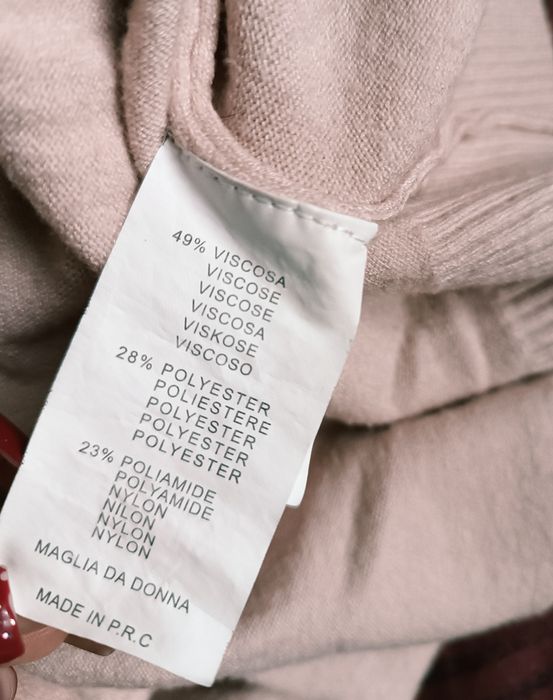 49% VISCOSA
VISCOSE
VISCOSE
VISCOSA
VISKOSE
VISCOSO
28% POLYESTER
POLIESTERE
POLYESTER
POLYESTER
POLYESTER
23% POLIAMIDE
POLYAMIDE
NYLON
NILON
NYLON
NYLON
MAGLIA DA DONNA
MADE IN P.R.C